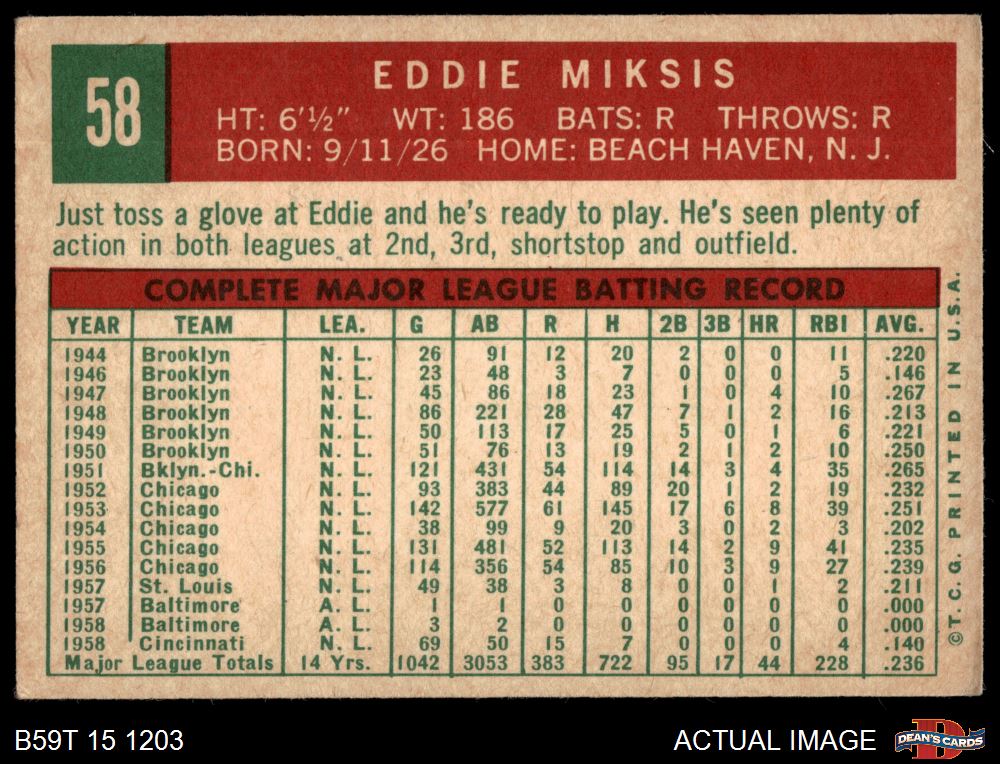 58
EDDIE MIKSIS
HT: 6'½" WT: 186 BATS: R THROWS: R
BORN: 9/11/26 HOME: BEACH HAVEN, N. J.
Just toss a glove at Eddie and he's ready to play. He's seen plenty of
action in both leagues at 2nd, 3rd, shortstop and outfield.
COMPLETE MAJOR LEAGUE BATTING RECORD
YEAR TEAM LEA. G AB R H 2B 3B HR RBI AVG.
1944 Brooklyn N. L. 26 91 12 20 2 0 0 11 .220
1946 Brooklyn N. L. 23 48 3 7 0 0 0 5 .146
1947 Brooklyn N. L. 45 86 18 23 1 0 4 10 .267
1948 Brooklyn N. L. 86 221 28 47 7 1 2 16 .213
1949 Brooklyn N. L. 50 113 17 25 5 0 1 6 .221
1950 Brooklyn N. L. 51 76 13 19 2 1 2 10 .250
1951 Bklyn.-Chi. N. L. 121 431 54 114 14 3 4 35 .265
1952 Chicago N. L. 93 383 44 89 20 1 2 19 .232
1953 Chicago N. L. 142 577 61 145 17 6 8 39 .251
1954 Chicago N. L. 38 99 9 20 3 0 2 3 .202
1955 Chicago N. L. 131 481 52 113 14 2 9 41 .235
1956 Chicago N. L. 114 356 54 85 10 3 9 27 .239
1957 St. Louis N. L. 49 38 3 8 0 0 1 2 .211
1957 Baltimore A. L. 1 1 0 0 0 0 0 0 .000
1958 Baltimore A. L. 3 2 0 0 0 0 0 0 .000
1958 Cincinnati N. L. 69 50 15 7 0 0 0 4 .140
Major League Totals 14 Yrs. 1042 3053 383 722 95 17 44 228 .236
©T. C. G. PRINTED IN U.S.A.
B59T 15 1203
ACTUAL IMAGE
DEAN'S CARDS